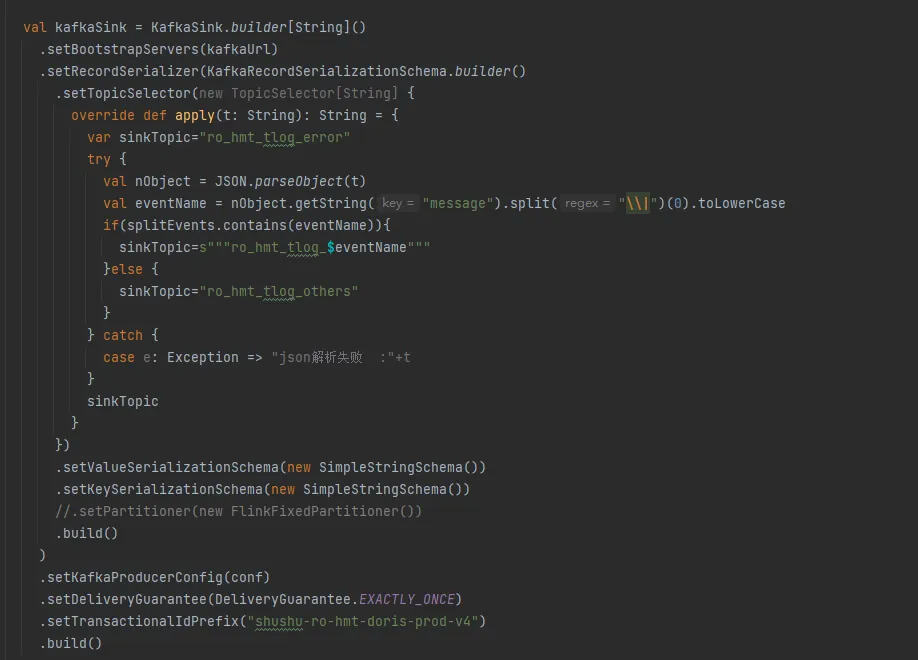 val kafkaSink = KafkaSink.builder[String]()
.setBootstrapServers(kafkaUrl)
.setRecordSerializer(KafkaRecordSerializationSchema.builder()
.setTopicSelector(new TopicSelector[String] {
override def apply(t: String): String = {
var sinkTopic="ro_hmt_tlog_error"
try {
val nObject = JSON.parseObject(t)
val eventName = nObject.getString( key = "message").split( regex = "\\|")(0).toLowerCase
if(splitEvents.contains(eventName)){
sinkTopic=s"""ro_hmt_tlog_$eventName"""
}else {
sinkTopic="ro_hmt_tlog_others"
}
} catch {
case e: Exception => "json解析失败  :"+t
}
sinkTopic
}
})
.setValueSerializationSchema(new SimpleStringSchema())
.setKeySerializationSchema(new SimpleStringSchema())
//.setPartitioner(new FlinkFixedPartitioner())
.build()
)
.setKafkaProducerConfig(conf)
.setDeliveryGuarantee(DeliveryGuarantee.EXACTLY_ONCE)
.setTransactionalIdPrefix("shushu-ro-hmt-doris-prod-v4")
.build()